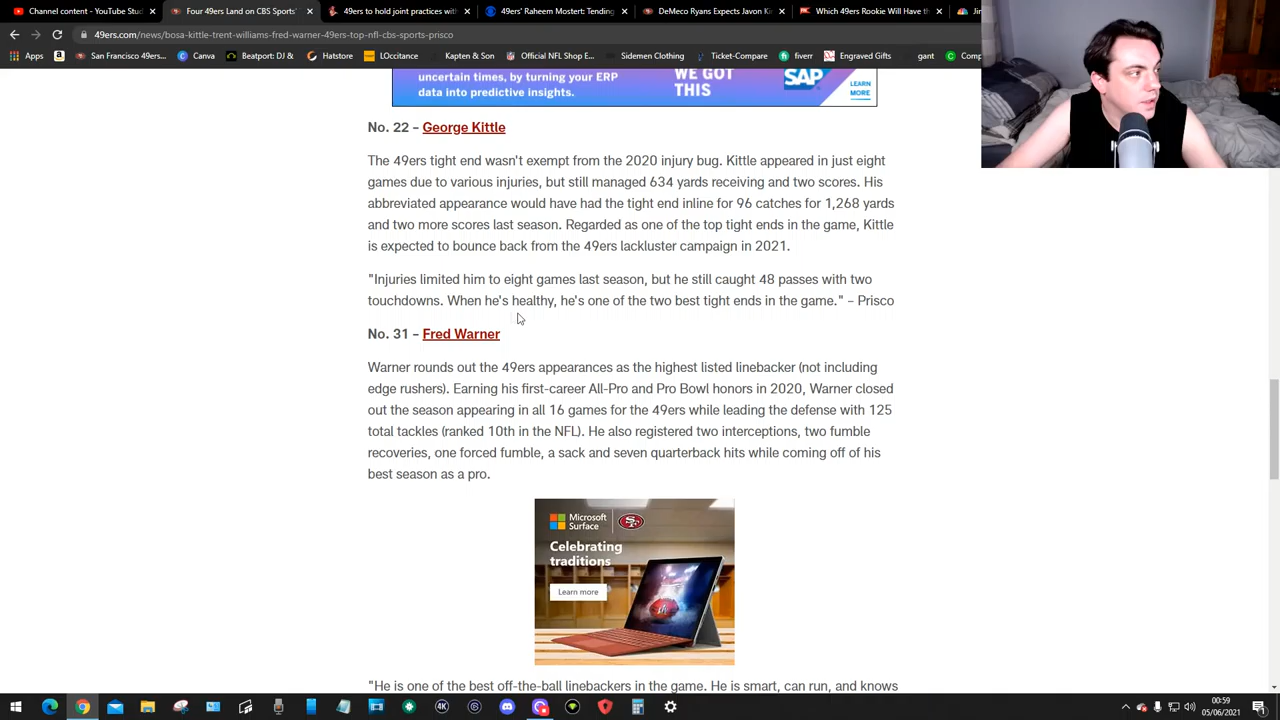 Channel content - YouTube Stud
Four 49ers Land on CBS Sports'
49ers to hold joint practices with
49ers' Raheem Mostert: Tending
DeMeco Ryans Expects Javon Kin
Which 49ers Rookie Will Have th
49ers.com/news/bosa-kittle-trent-williams-fred-warner-49ers-top-nfl-cbs-sports-prisco
Apps San Francisco 49ers... Canva Beatport: DJ & Hatstore LOccitance Kapten & Son Official NFL Shop E... Sidemen Clothing Ticket-Compare fiverr Engraved Gifts gant Comp
uncertain times, by turning your ERP
data into predictive insights.
WE GOT
THIS
SAP
LEARN
MORE
No. 22 – George Kittle
The 49ers tight end wasn't exempt from the 2020 injury bug. Kittle appeared in just eight
games due to various injuries, but still managed 634 yards receiving and two scores. His
abbreviated appearance would have had the tight end inline for 96 catches for 1,268 yards
and two more scores last season. Regarded as one of the top tight ends in the game, Kittle
is expected to bounce back from the 49ers lackluster campaign in 2021.
"Injuries limited him to eight games last season, but he still caught 48 passes with two
touchdowns. When he's healthy, he's one of the two best tight ends in the game." – Prisco
No. 31 – Fred Warner
Warner rounds out the 49ers appearances as the highest listed linebacker (not including
edge rushers). Earning his first-career All-Pro and Pro Bowl honors in 2020, Warner closed
out the season appearing in all 16 games for the 49ers while leading the defense with 125
total tackles (ranked 10th in the NFL). He also registered two interceptions, two fumble
recoveries, one forced fumble, a sack and seven quarterback hits while coming off of his
best season as a pro.
Microsoft
Surface
Celebrating
traditions
Learn more
"He is one of the best off-the-ball linebackers in the game. He is smart, can run, and knows
4K
00:59
05/06/2021